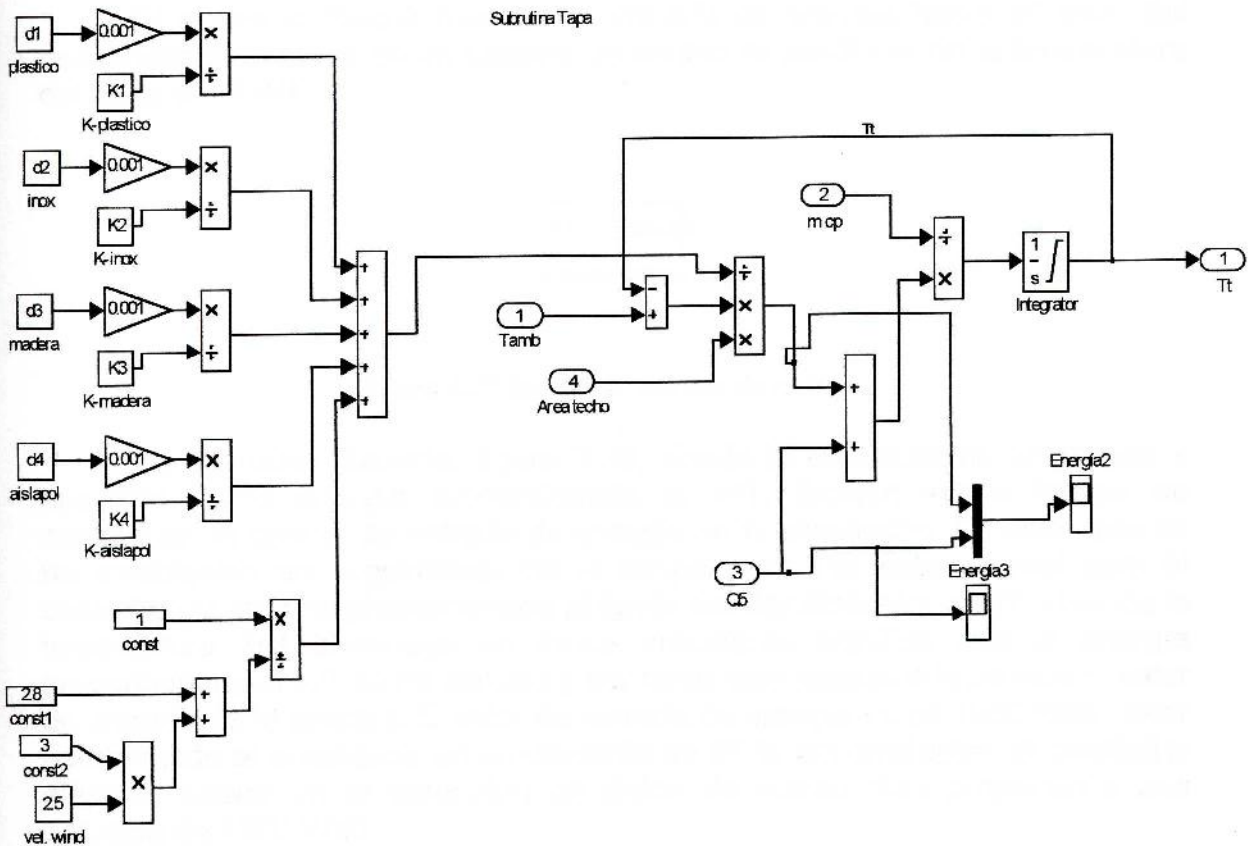 Subrutina Tapa
d1
0.001
×
÷
plastico
K1
K-plastico
d2
0.001
×
÷
inox
K2
K-inox
d3
0.001
×
÷
madera
K3
K-madera
d4
0.001
×
÷
aislapol
K4
K-aislapol
1
const
×
÷
28
const1
+
+
3
const2
×
25
vel. wind
+
+
+
+
+
Tt
1
Tamb
−
+
4
Area techo
÷
×
×
2
m cp
÷
×
1
s
Integrator
1
Tt
+
+
3
Q5
Energía2
Energía3